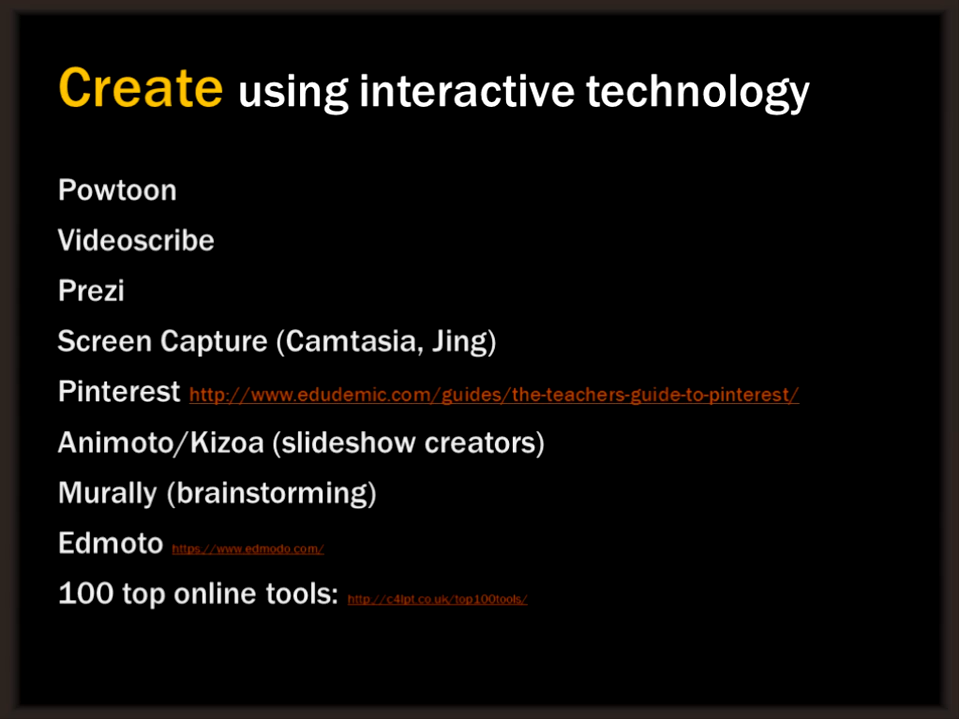 Create using interactive technology
Powtoon
Videoscribe
Prezi
Screen Capture (Camtasia, Jing)
Pinterest http://www.edudemic.com/guides/the-teachers-guide-to-pinterest/
Animoto/Kizoa (slideshow creators)
Murally (brainstorming)
Edmoto https://www.edmodo.com/
100 top online tools: http://c4lpt.co.uk/top100tools/